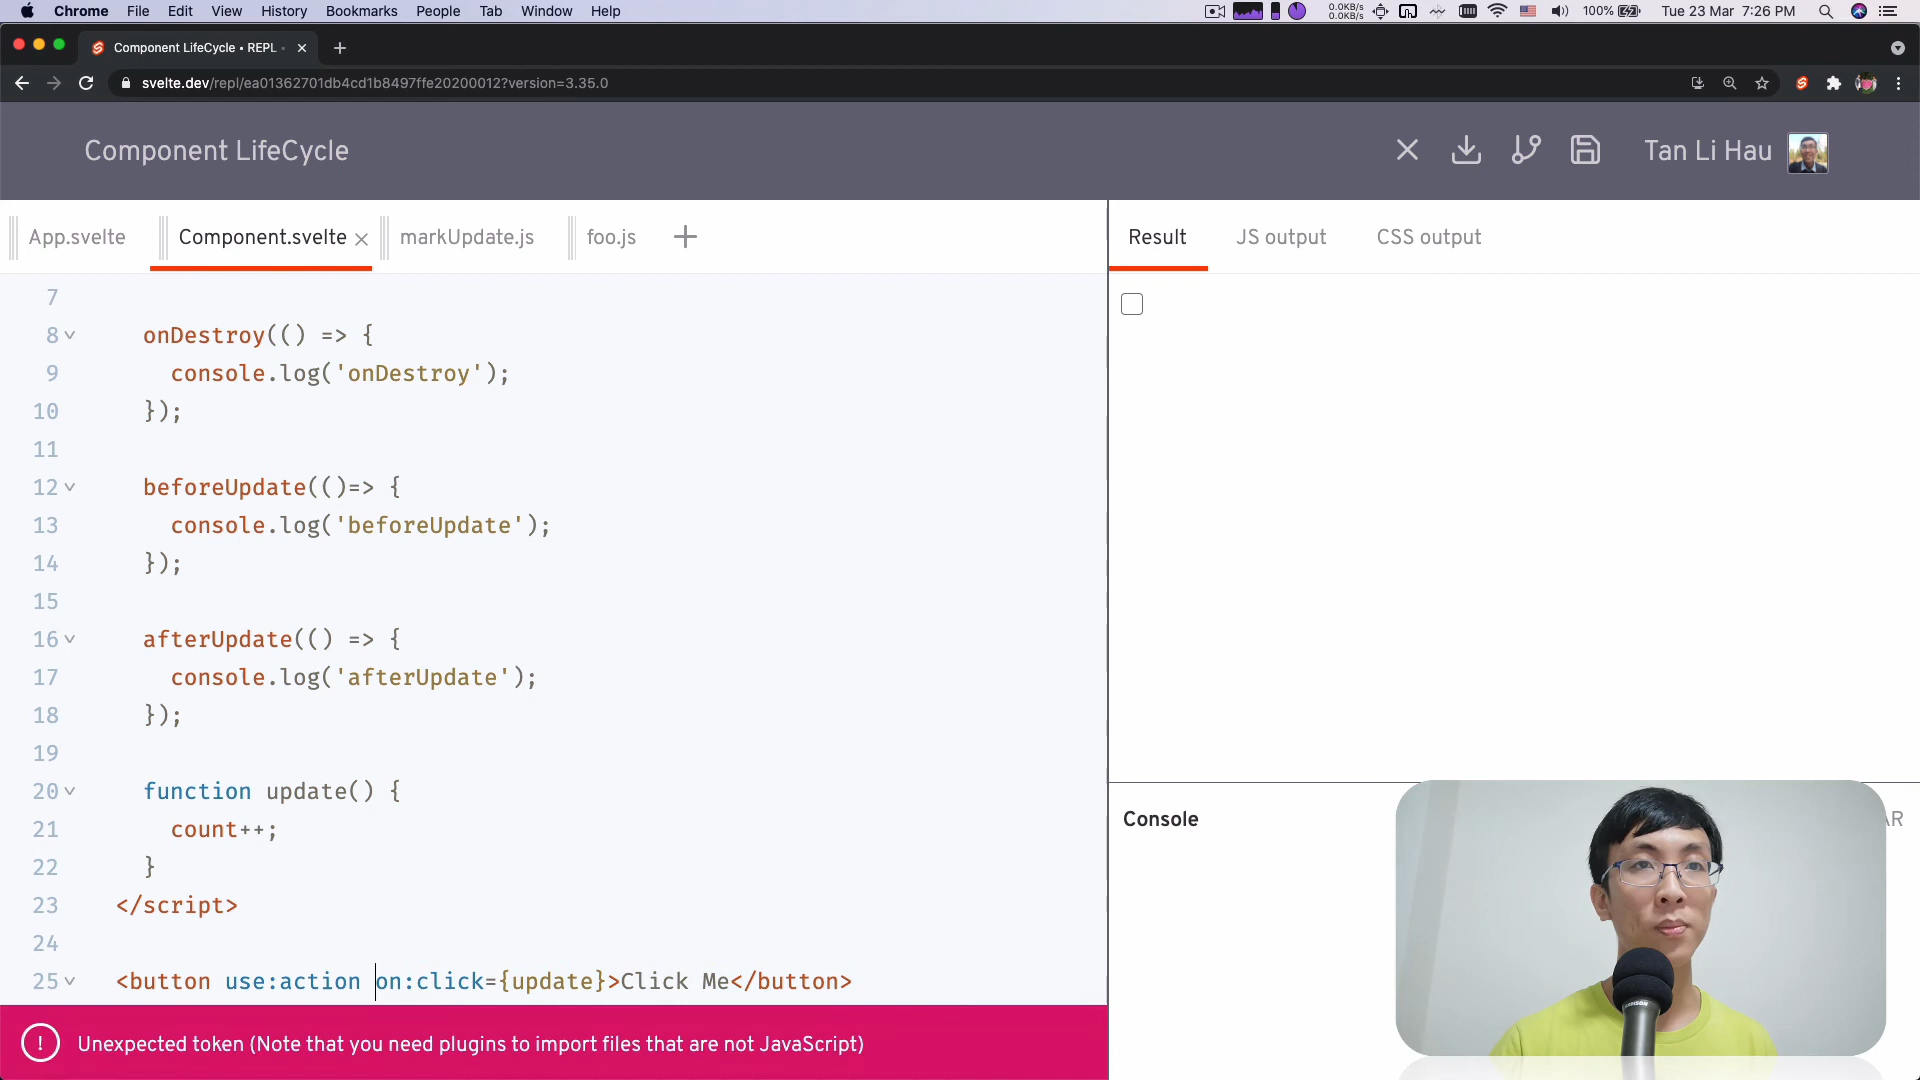 Chrome File Edit View History Bookmarks People Tab Window Help
0.0KB/s
0.0KB/s
100%
Tue 23 Mar 7:26 PM
Component LifeCycle • REPL
svelte.dev/repl/ea01362701db4cd1b8497ffe20200012?version=3.35.0
Component LifeCycle
Tan Li Hau
App.svelte Component.svelte markUpdate.js foo.js
Result JS output CSS output
7
8 onDestroy(() => {
9 console.log('onDestroy');
10 });
11
12 beforeUpdate(()=> {
13 console.log('beforeUpdate');
14 });
15
16 afterUpdate(() => {
17 console.log('afterUpdate');
18 });
19
20 function update() {
21 count++;
22 }
23 </script>
24
25 <button use:action on:click={update}>Click Me</button>
Unexpected token (Note that you need plugins to import files that are not JavaScript)
Console